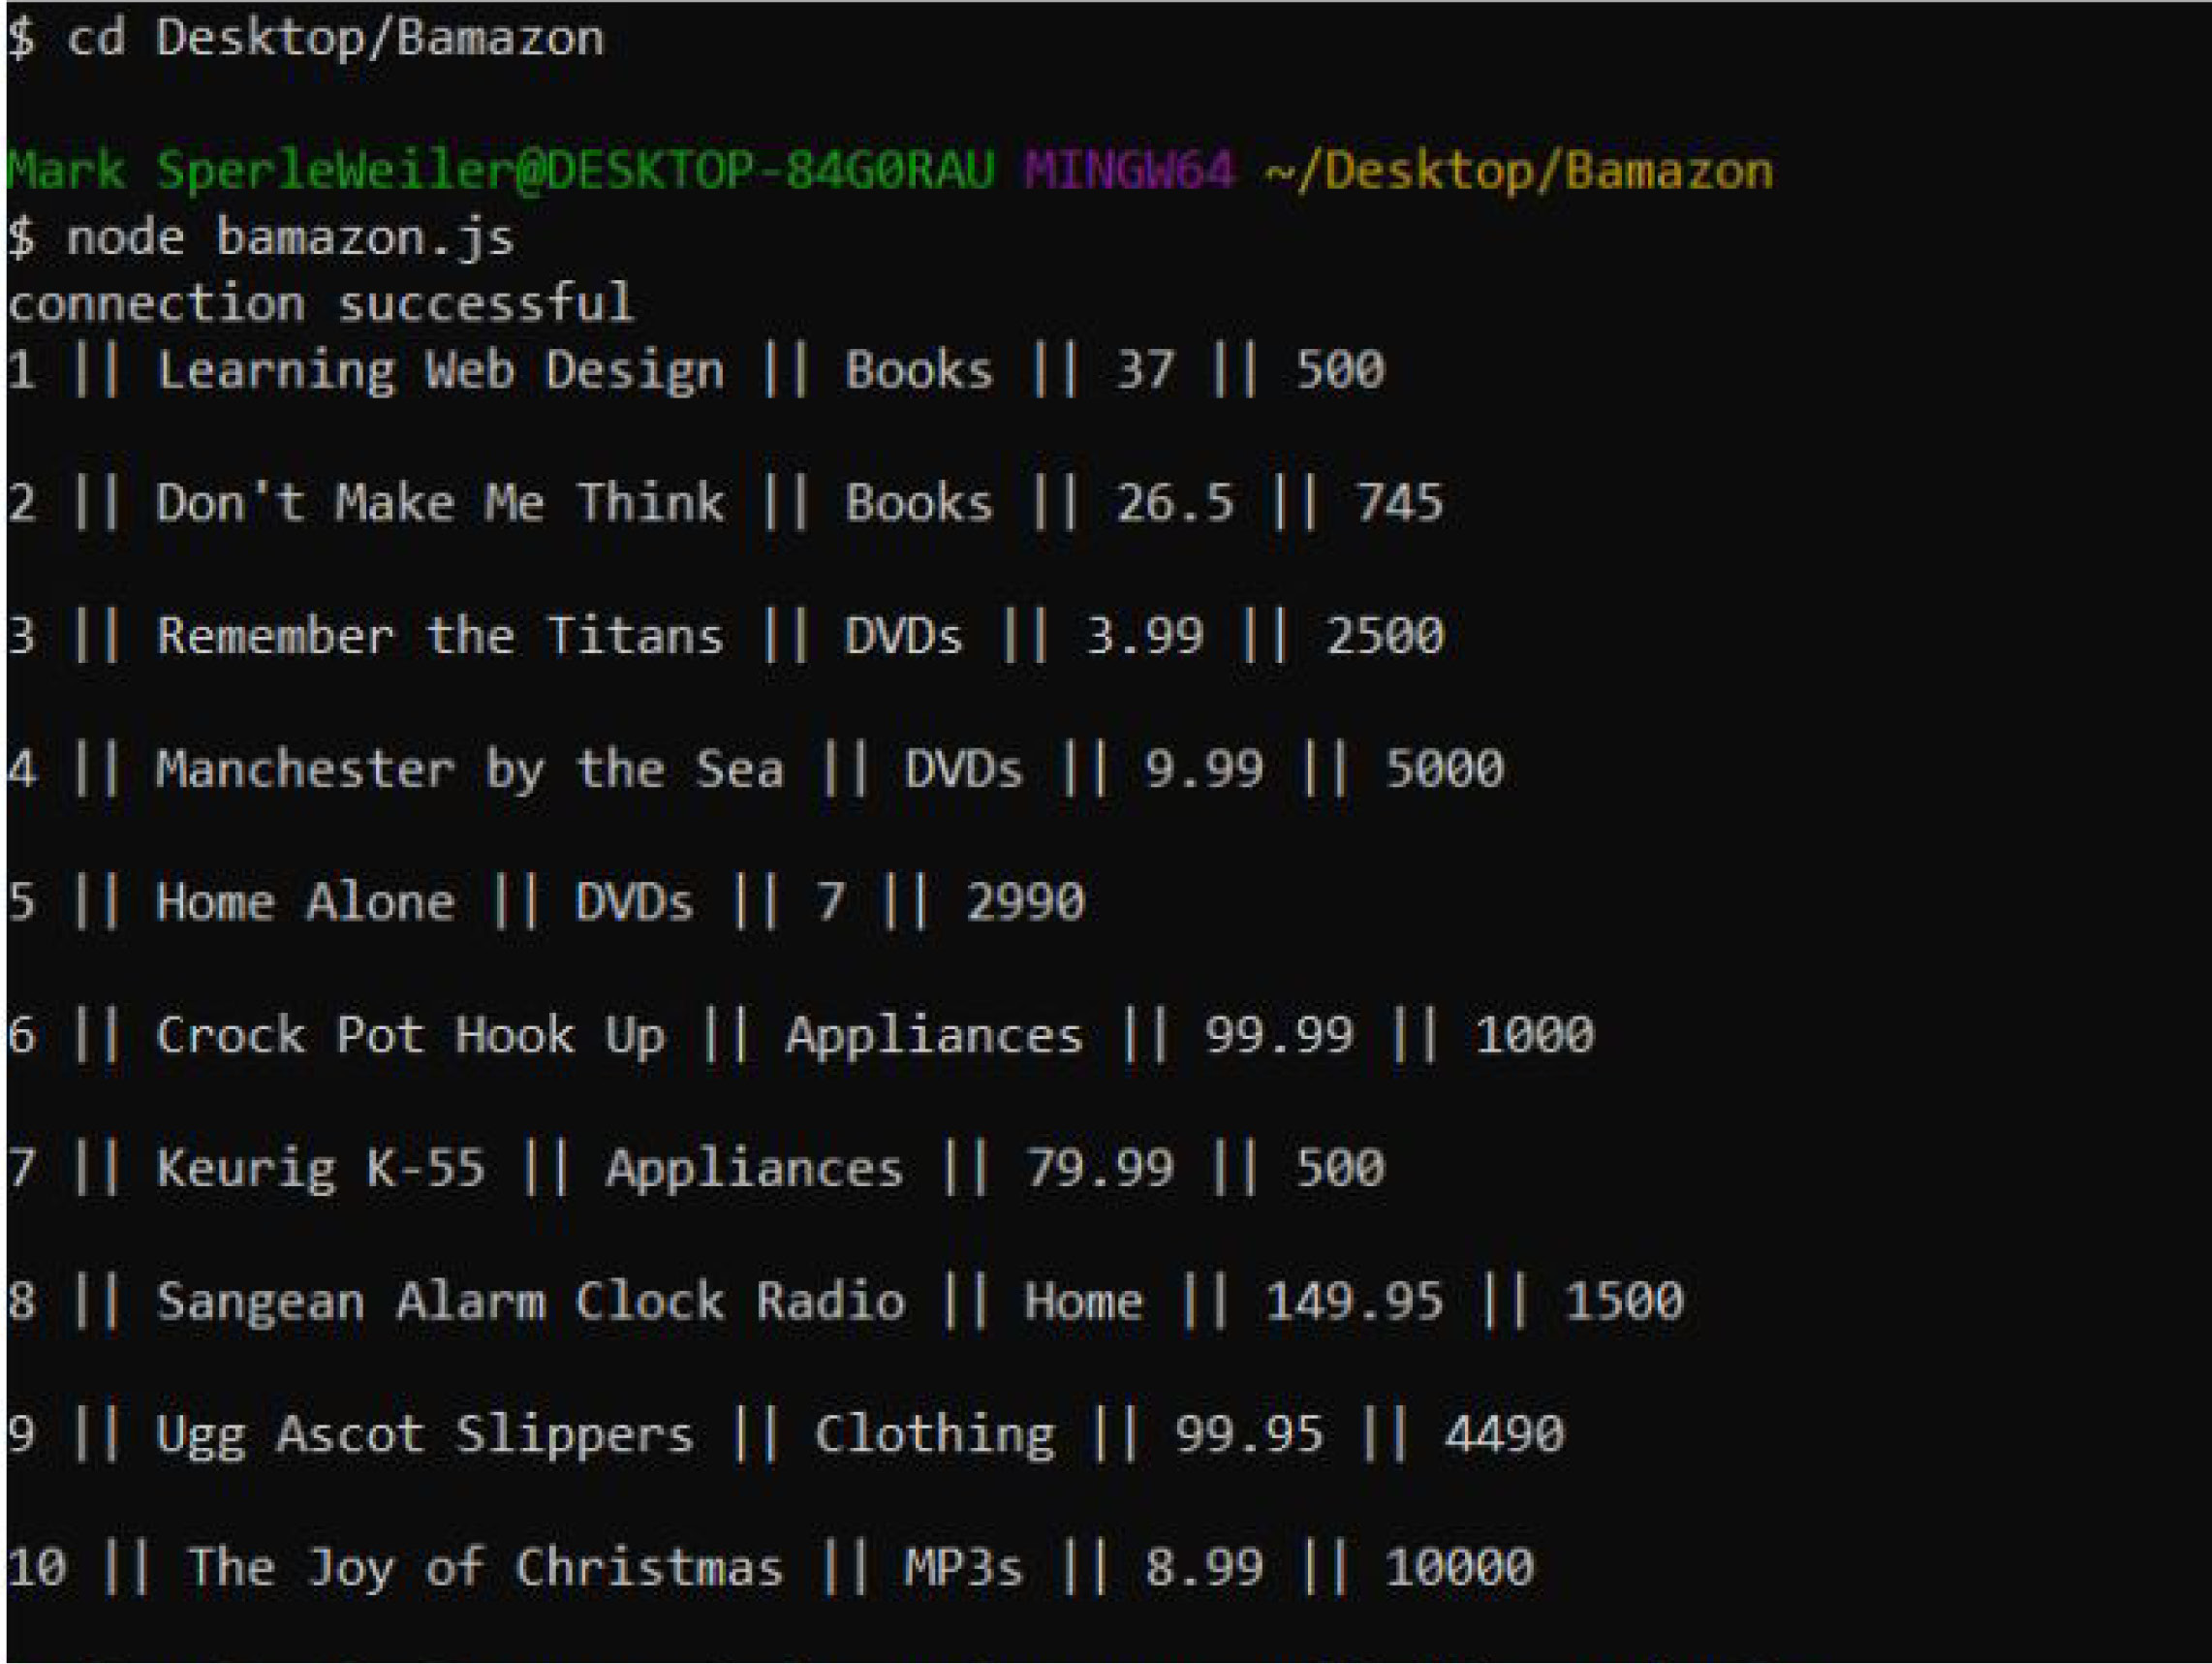 $ cd Desktop/Bamazon
Mark SperleWeiler@DESKTOP-84G0RAU MINGW64 ~/Desktop/Bamazon
$ node bamazon.js
connection successful
1 || Learning Web Design || Books || 37 || 500
2 || Don't Make Me Think || Books || 26.5 || 745
3 || Remember the Titans || DVDs || 3.99 || 2500
4 || Manchester by the Sea || DVDs || 9.99 || 5000
5 || Home Alone || DVDs || 7 || 2990
6 || Crock Pot Hook Up || Appliances || 99.99 || 1000
7 || Keurig K-55 || Appliances || 79.99 || 500
8 || Sangean Alarm Clock Radio || Home || 149.95 || 1500
9 || Ugg Ascot Slippers || Clothing || 99.95 || 4490
10 || The Joy of Christmas || MP3s || 8.99 || 10000